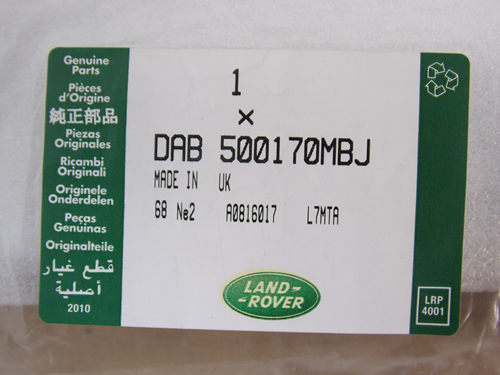 Genuine
Parts
Pièces
d'Origine
純正部品
Piezas
Originales
Ricambi
Originali
Originele
Onderdelen
Peças
Genuinas
Originalteile
قطع غيار
أصلية
2010
1
×
DAB 500170MBJ
MADE IN UK
68 №2 A0816017 L7MTA
LAND-
-ROVER
LRP
4001